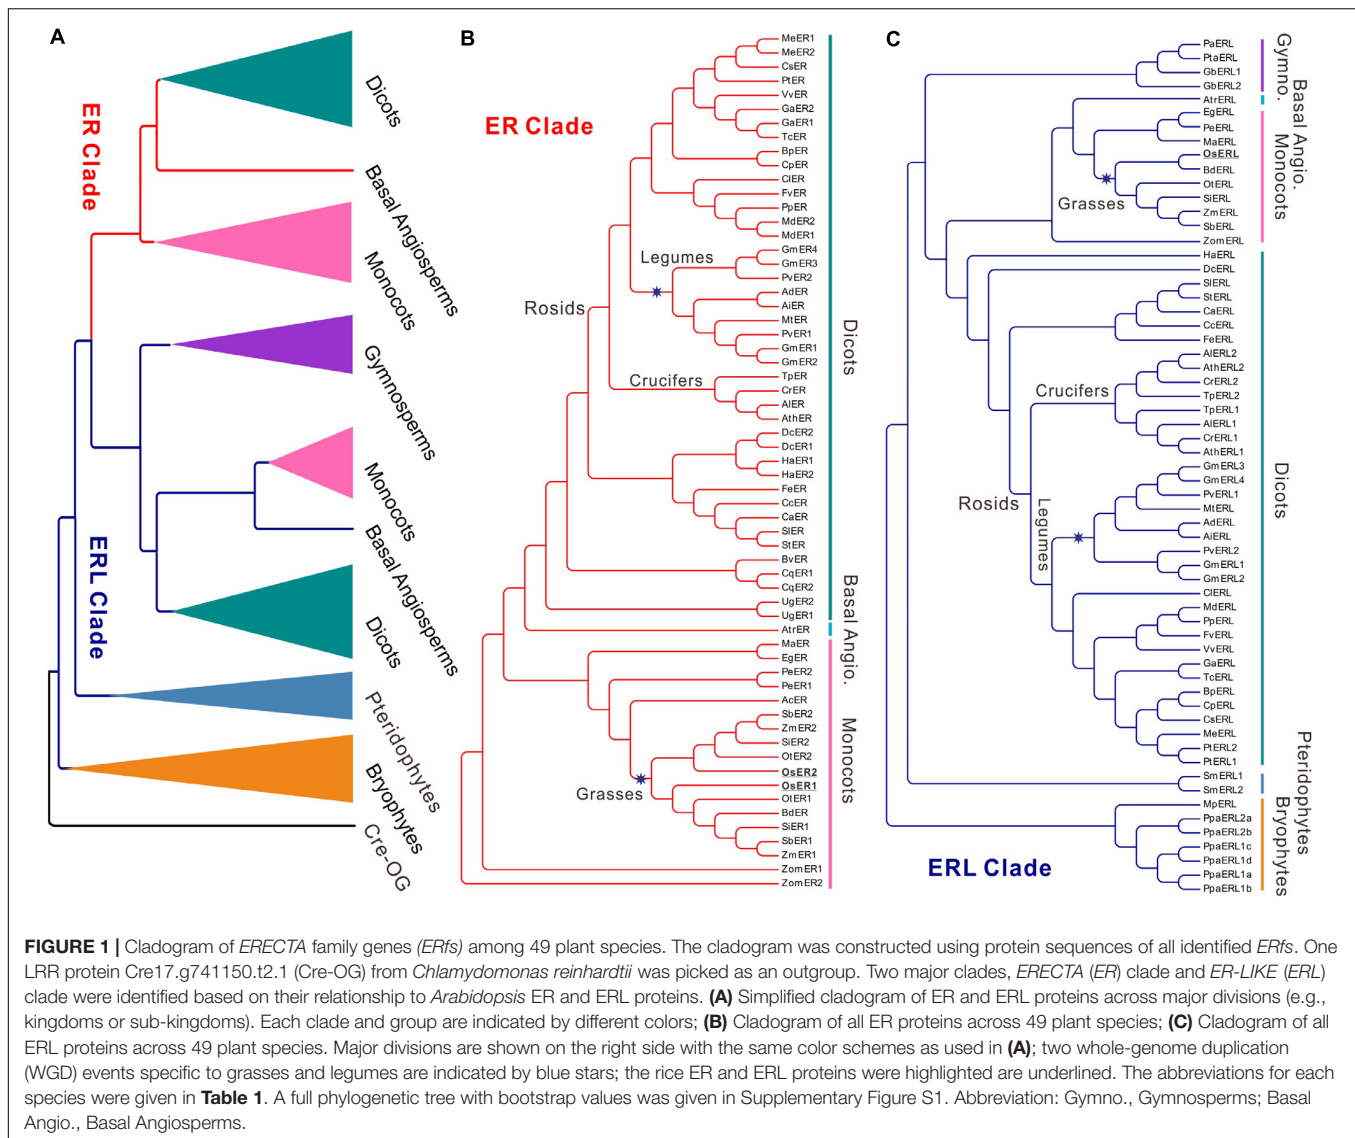 A
ER Clade
ERL Clade
Dicots
Basal Angiosperms
Monocots
Gymnosperms
Monocots
Basal Angiosperms
Dicots
Pteridophytes
Bryophytes
Cre-OG
B
ER Clade
Rosids
Legumes
Crucifers
Grasses
MeER1
MeER2
CsER
PtER
VvER
GaER2
GaER1
TcER
BpER
CpER
ClER
FvER
PpER
MdER2
MdER1
GmER4
GmER3
PvER2
AdER
AiER
MtER
PvER1
GmER1
GmER2
TpER
CrER
AlER
AthER
DcER2
DcER1
HaER1
HaER2
FeER
CcER
CaER
SlER
StER
BvER
CqER1
CqER2
UgER2
UgER1
AtrER
MaER
EgER
PeER2
PeER1
AcER
SbER2
ZmER2
SiER2
OtER2
OsER2
OsER1
OtER1
BdER
SiER1
SbER1
ZmER1
ZomER1
ZomER2
Dicots
Basal Angio.
Monocots
C
PaERL
PtaERL
GbERL1
GbERL2
AtrERL
EgERL
PeERL
MaERL
OsERL
BdERL
OtERL
SiERL
ZmERL
SbERL
ZomERL
HaERL
DcERL
SlERL
StERL
CaERL
CcERL
FeERL
AlERL2
AthERL2
CrERL2
TpERL2
TpERL1
AlERL1
CrERL1
AthERL1
GmERL3
GmERL4
PvERL1
MtERL
AdERL
AiERL
PvERL2
GmERL1
GmERL2
ClERL
MdERL
PpERL
FvERL
VvERL
GaERL
TcERL
BpERL
CpERL
CsERL
MeERL
PtERL2
PtERL1
SmERL1
SmERL2
MpERL
PpaERL2a
PpaERL2b
PpaERL1c
PpaERL1d
PpaERL1a
PpaERL1b
Grasses
Crucifers
Rosids
Legumes
ERL Clade
Gymno.
Basal Angio.
Monocots
Dicots
Pteridophytes
Bryophytes
FIGURE 1 | Cladogram of ERECTA family genes (ERfs) among 49 plant species. The cladogram was constructed using protein sequences of all identified ERfs. One
LRR protein Cre17.g741150.t2.1 (Cre-OG) from Chlamydomonas reinhardtii was picked as an outgroup. Two major clades, ERECTA (ER) clade and ER-LIKE (ERL)
clade were identified based on their relationship to Arabidopsis ER and ERL proteins. (A) Simplified cladogram of ER and ERL proteins across major divisions (e.g.,
kingdoms or sub-kingdoms). Each clade and group are indicated by different colors; (B) Cladogram of all ER proteins across 49 plant species; (C) Cladogram of all
ERL proteins across 49 plant species. Major divisions are shown on the right side with the same color schemes as used in (A); two whole-genome duplication
(WGD) events specific to grasses and legumes are indicated by blue stars; the rice ER and ERL proteins were highlighted are underlined. The abbreviations for each
species were given in Table 1. A full phylogenetic tree with bootstrap values was given in Supplementary Figure S1. Abbreviation: Gymno., Gymnosperms; Basal
Angio., Basal Angiosperms.